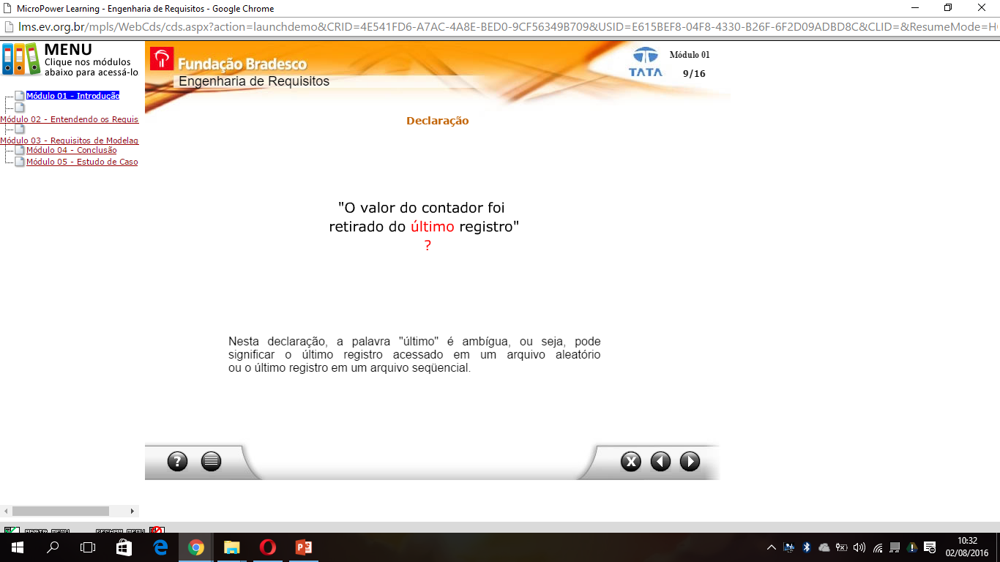 MicroPower Learning - Engenharia de Requisitos - Google Chrome
lms.ev.org.br/mpls/WebCds/cds.aspx?action=launchdemo&CRID=4E541FD6-A7AC-4A8E-BED0-9CF56349B709&USID=E615BEF8-04F8-4330-B26F-6F2D09ADBD8C&CLID=&ResumeMode=H
MENU
Clique nos módulos
abaixo para acessá-lo
Módulo 01 - Introdução
Módulo 02 - Entendendo os Requis
Módulo 03 - Requisitos de Modelag
Módulo 04 - Conclusão
Módulo 05 - Estudo de Caso
Fundação Bradesco
Engenharia de Requisitos
TATA
Módulo 01
9/16
Declaração
"O valor do contador foi
retirado do último registro"
?
Nesta declaração, a palavra "último" é ambígua, ou seja, pode
significar o último registro acessado em um arquivo aleatório
ou o último registro em um arquivo seqüencial.
ABRIR MENU FECHAR MENU
10:32
02/08/2016